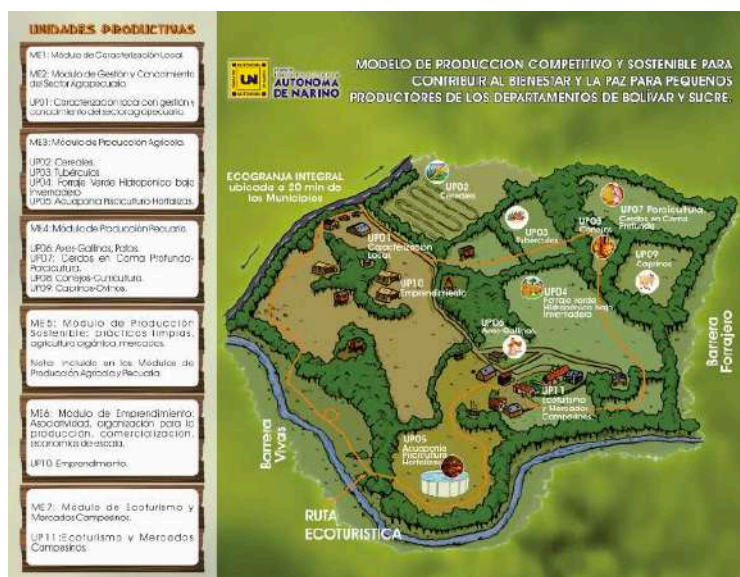 UNIDADES PRODUCTIVAS
ME1: Módulo de Caracterización Local.
ME2: Módulo de Gestión y Conocimiento
del Sector Agropecuario.
UP01: Caracterización local con gestión y
conocimiento del sector agropecuario.
ME3: Módulo de Producción Agrícola.
UP02: Cereales.
UP03: Tubérculos.
UP04: Forraje Verde Hidropónico bajo
Invernadero
UP05: Acuaponia Piscicultura Hortalizas.
ME4: Módulo de Producción Pecuaria.
UP06: Aves-Gallinas, Patos.
UP07: Cerdos en Cama Profunda-
Porcicultura.
UP08: Conejos-Cunicultura.
UP09: Caprinos-Ovinos.
ME5: Módulo de Producción
Sostenible: prácticas limpias,
agricultura orgánica, mercados.
Nota: Incluido en los Módulos de
Producción Agrícola y Pecuaria.
ME6: Módulo de Emprendimiento:
Asociatividad, organización para la
producción, comercialización,
economías de escala.
UP10: Emprendimiento.
ME7: Módulo de Ecoturismo y
Mercados Campesinos.
UP11: Ecoturismo y Mercados
Campesinos.
UN
AUTONOMA
DE NARIÑO
MODELO DE PRODUCCION COMPETITIVO Y SOSTENIBLE PARA
CONTRIBUIR AL BIENESTAR Y LA PAZ PARA PEQUEÑOS
PRODUCTORES DE LOS DEPARTAMENTOS DE BOLÍVAR Y SUCRE.
ECOGRANJA INTEGRAL
ubicada a 20 min de
los Municipios
UP02
Cereales
UP01
Caracterización
Local
UP03
Tubérculos
UP08
Conejos
UP07 Porcicultura,
Cerdos en Cama
Profunda
UP09
Caprinos
UP10
Emprendimiento
UP04
Forraje verde
Hidropónico bajo
Invernadero
UP06
Aves-Gallinas
UP11
Ecoturismo
y Mercados
Campesinos
UP05
Acuaponia
Piscicultura
Hortalizas
Barrera
Vivas
Barrera
Forrajero
RUTA
ECOTURISTICA